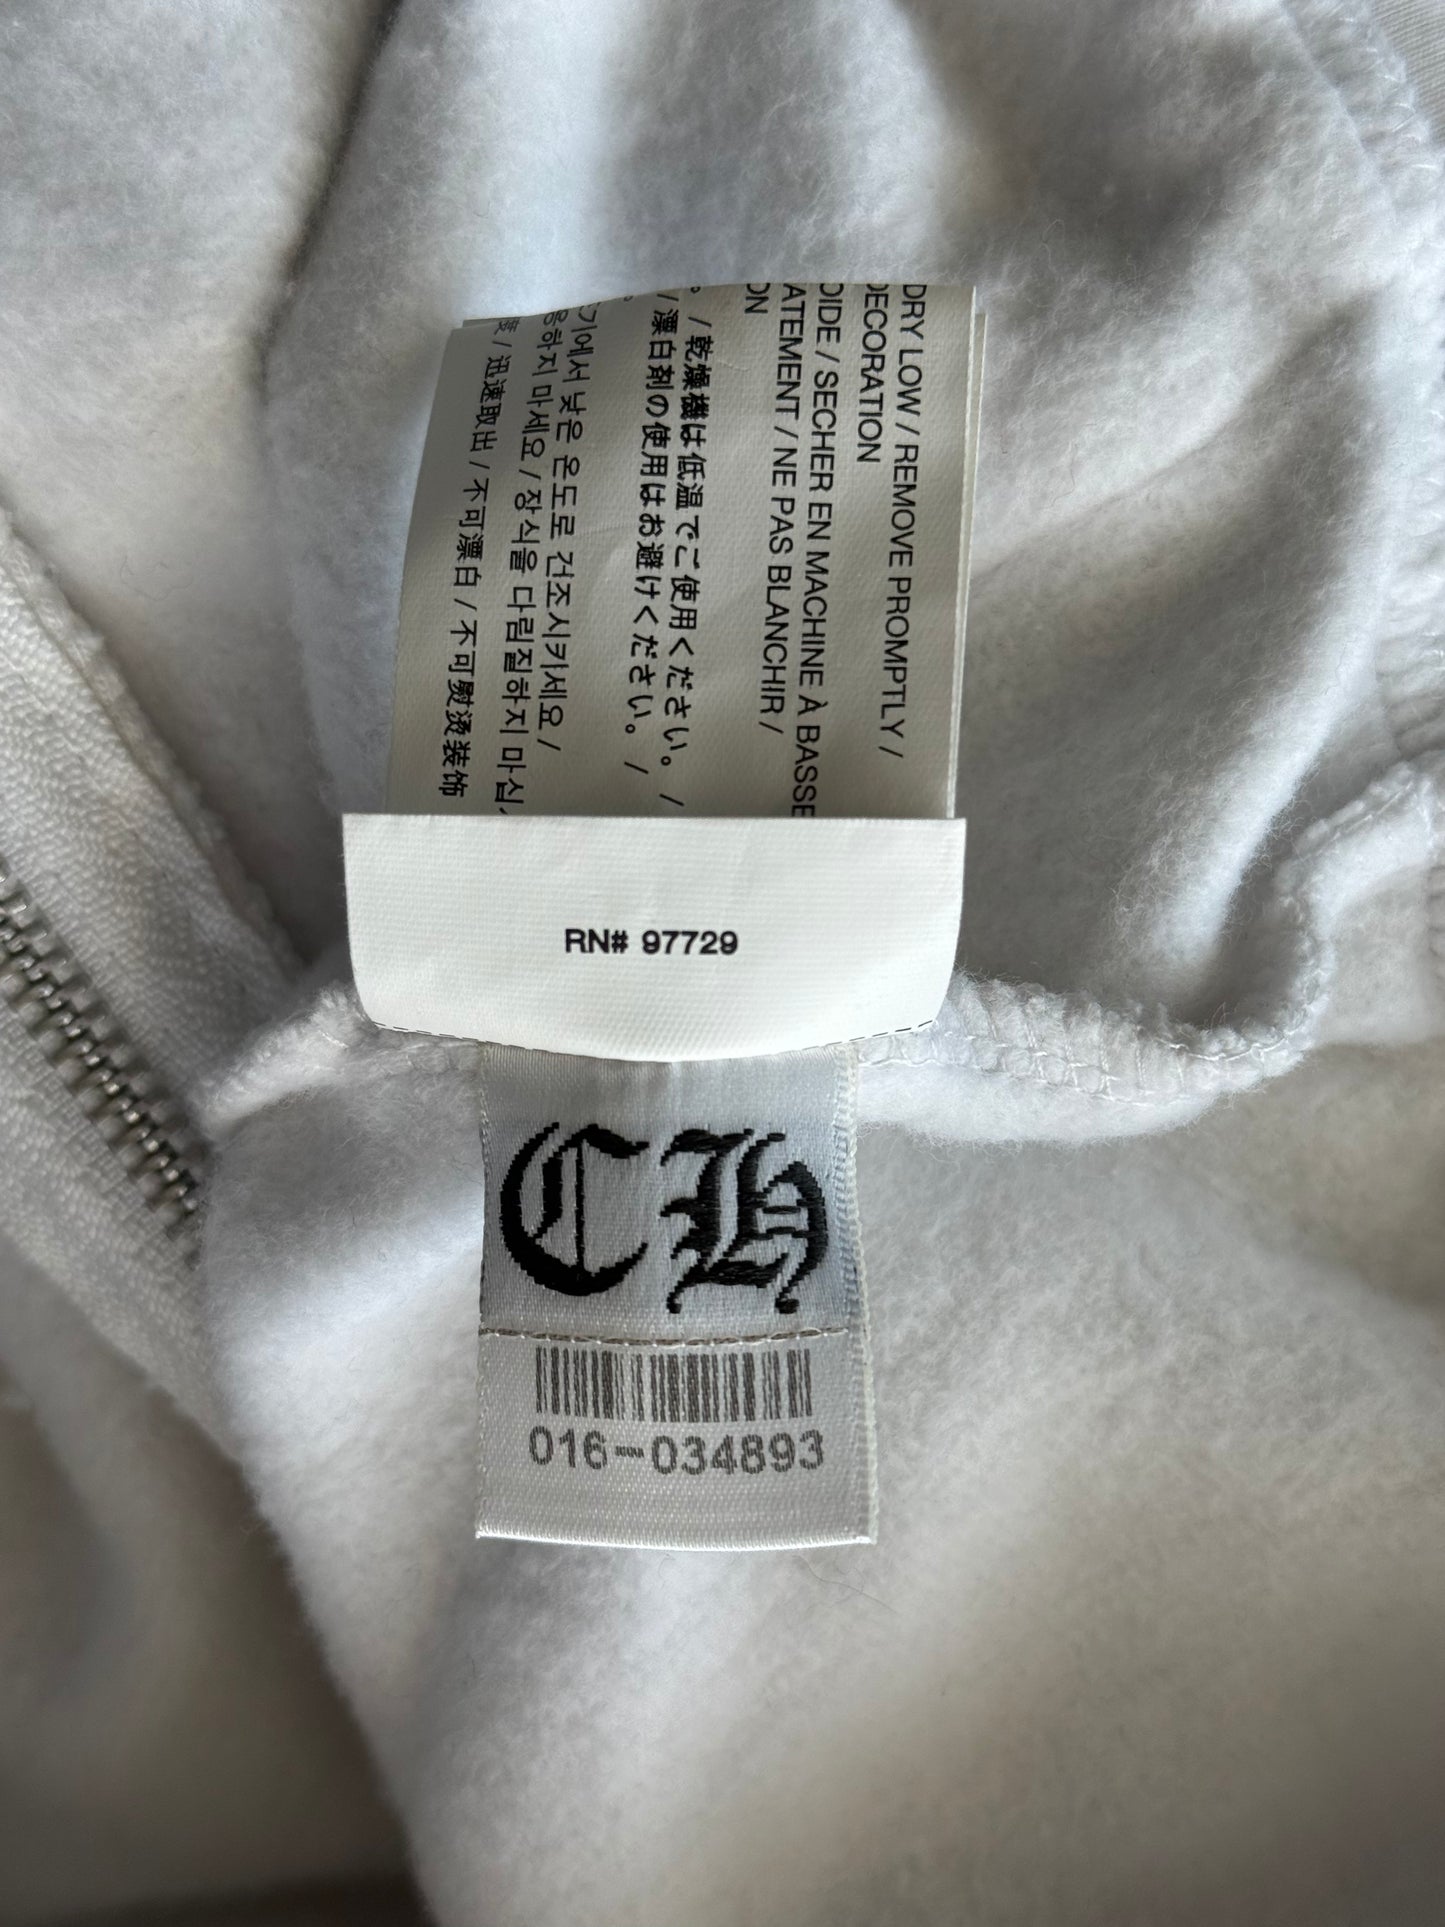 DRY LOW / REMOVE PROMPTLY /
DECORATION
OIDE / SECHER EN MACHINE À BASSE
ATEMENT / NE PAS BLANCHIR /
ON
。 / 乾燥機は低温でご使用ください。 /
/ 漂白剤の使用はお避けください。 /
기에서 낮은 온도로 건조시키세요 /
용하지 마세요 / 장식을 다림질하지 마십
/ 迅速取出 / 不可漂白 / 不可熨烫装饰
RN# 97729
CH
016-034893